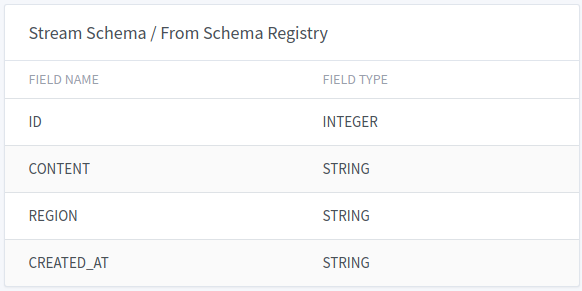 Stream Schema / From Schema Registry
FIELD NAME FIELD TYPE
ID INTEGER
CONTENT STRING
REGION STRING
CREATED_AT STRING